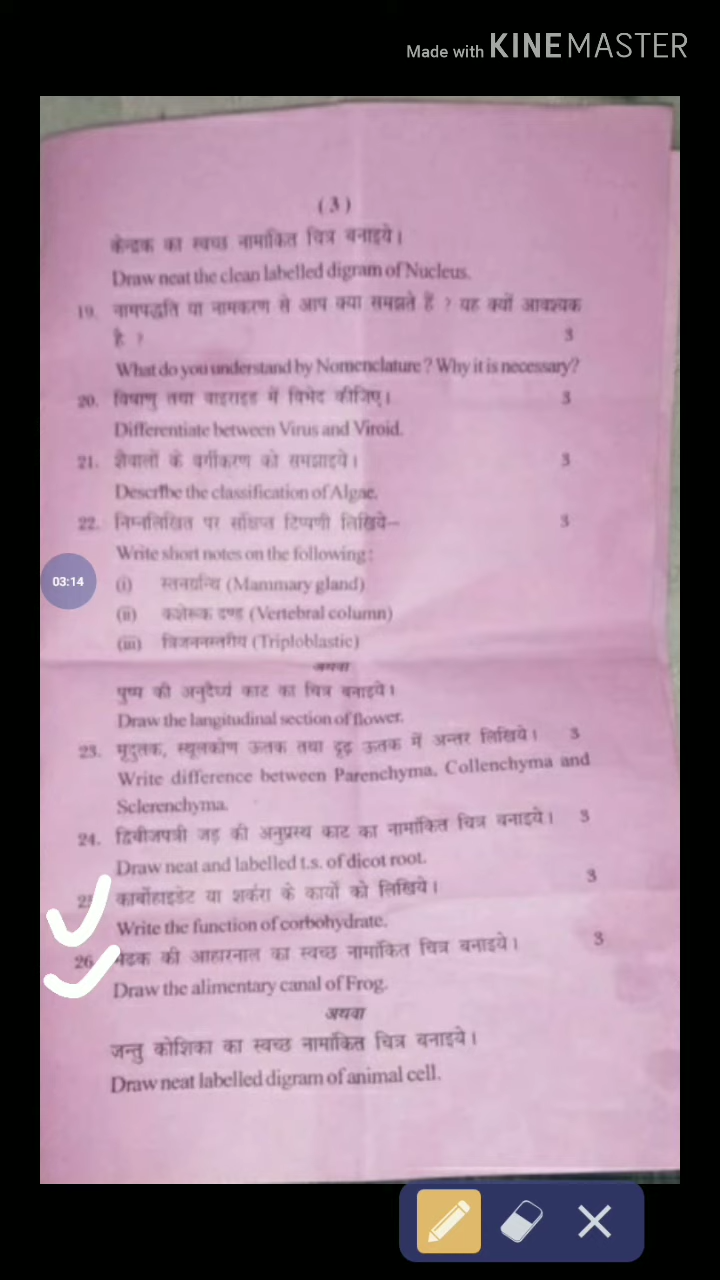 Made with KINEMASTER
(3)
केन्द्रक का स्वच्छ नामांकित चित्र बनाइये।
Draw neat the clean labelled digram of Nucleus.
19. नामपद्धति या नामकरण से आप क्या समझते हैं ? यह क्यों आवश्यक
है ? 3
What do you understand by Nomenclature ? Why it is necessary?
20. विषाणु तथा वाइराइड में विभेद कीजिए। 3
Differentiate between Virus and Viroid.
21. शैवालों के वर्गीकरण को समझाइये। 3
Describe the classification of Algae.
22. निम्नलिखित पर संक्षिप्त टिप्पणी लिखिये– 3
Write short notes on the following :
03:14
(i) स्तनग्रन्थि (Mammary gland)
(ii) कशेरूक दण्ड (Vertebral column)
(iii) त्रिजननस्तरीय (Triploblastic)
अथवा
पुष्प की अनुदैर्ध्य काट का चित्र बनाइये।
Draw the langitudinal section of flower.
23. मृदुतक, स्थूलकोण ऊतक तथा दृढ़ ऊतक में अन्तर लिखिये। 3
Write difference between Parenchyma, Collenchyma and
Sclerenchyma.
24. द्विबीजपत्री जड़ की अनुप्रस्थ काट का नामांकित चित्र बनाइये। 3
Draw neat and labelled t.s. of dicot root.
कार्बोहाइडेट या शर्करा के कार्यों को लिखिये। 3
Write the function of corbohydrate.
26 मेंढक की आहारनाल का स्वच्छ नामांकित चित्र बनाइये। 3
Draw the alimentary canal of Frog.
अथवा
जन्तु कोशिका का स्वच्छ नामांकित चित्र बनाइये।
Draw neat labelled digram of animal cell.